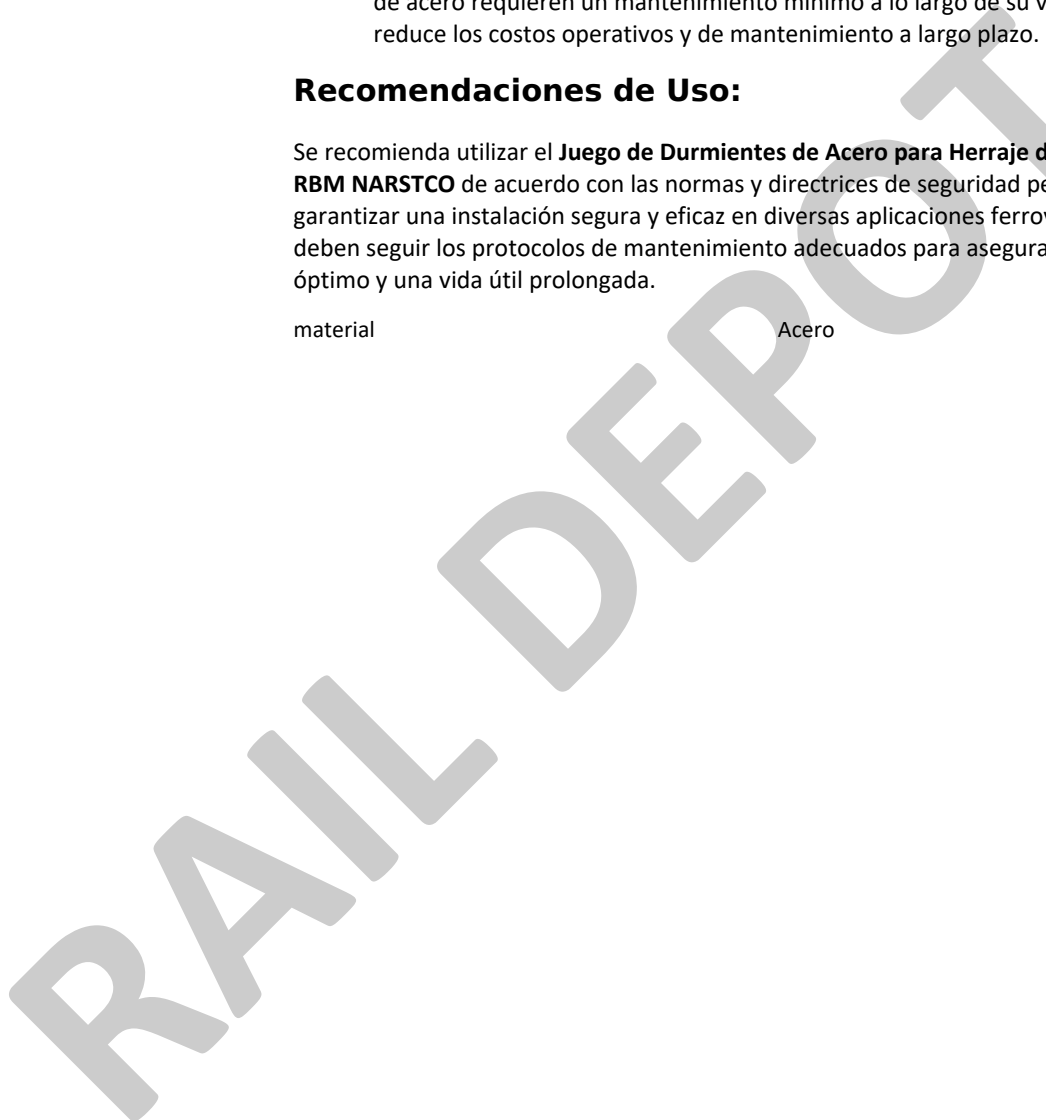 de acero requieren un mantenimiento mínimo a lo largo de su
reduce los costos operativos y de mantenimiento a largo plazo.
Recomendaciones de Uso:
Se recomienda utilizar el Juego de Durmientes de Acero para Herraje
RBM NARSTCO de acuerdo con las normas y directrices de seguridad
garantizar una instalación segura y eficaz en diversas aplicaciones
deben seguir los protocolos de mantenimiento adecuados para
óptimo y una vida útil prolongada.
material Acero
RAIL DEPOT